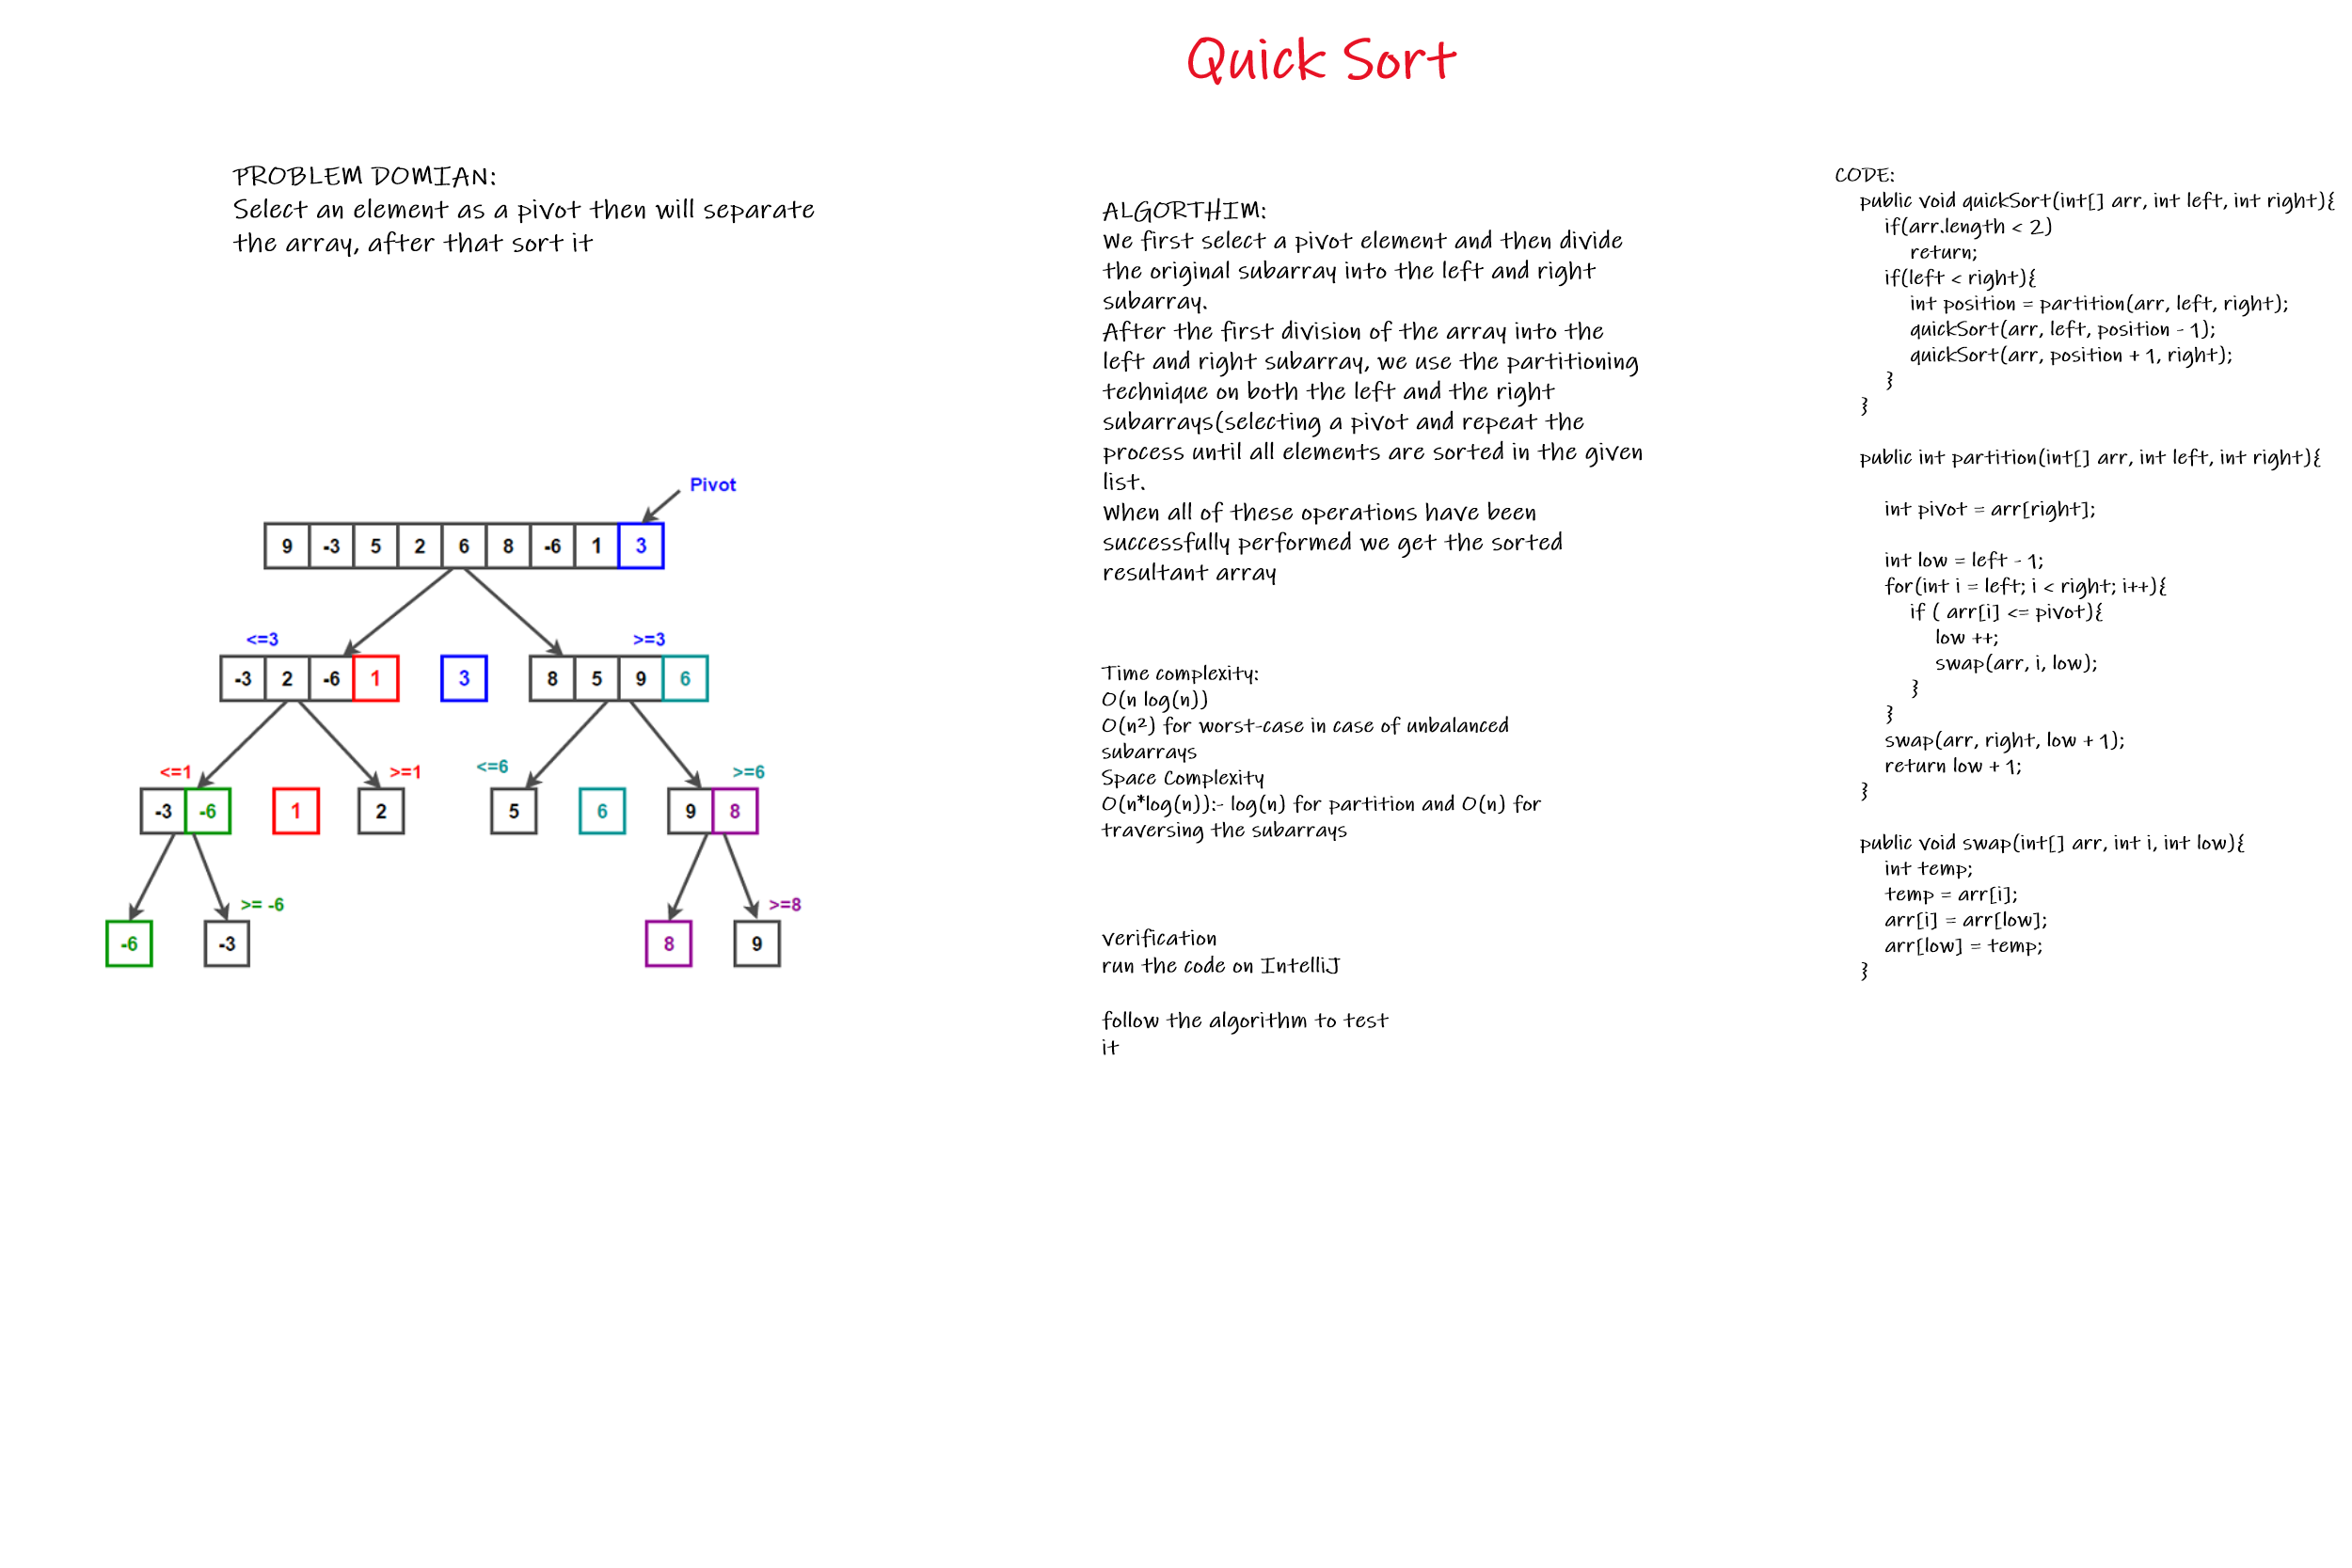 Quick Sort
PROBLEM DOMIAN:
Select an element as a pivot then will separate
the array, after that sort it
Pivot
9 -3 5 2 6 8 -6 1 3
<=3 >=3
-3 2 -6 1 3 8 5 9 6
<=1 >=1 <=6 >=6
-3 -6 1 2 5 6 9 8
>= -6 >=8
-6 -3 8 9
ALGORTHIM:
We first select a pivot element and then divide
the original subarray into the left and right
subarray.
After the first division of the array into the
left and right subarray, we use the partitioning
technique on both the left and the right
subarrays(selecting a pivot and repeat the
process until all elements are sorted in the given
list.
When all of these operations have been
successfully performed we get the sorted
resultant array
Time complexity:
O(n log(n))
O(n²) for worst-case in case of unbalanced
subarrays
Space Complexity
O(n*log(n)):- log(n) for partition and O(n) for
traversing the subarrays
verification
run the code on IntelliJ
follow the algorithm to test
it
CODE:
public void quickSort(int[] arr, int left, int right){
if(arr.length < 2)
return;
if(left < right){
int position = partition(arr, left, right);
quickSort(arr, left, position - 1);
quickSort(arr, position + 1, right);
}
}
public int partition(int[] arr, int left, int right){
int pivot = arr[right];
int low = left - 1;
for(int i = left; i < right; i++){
if ( arr[i] <= pivot){
low ++;
swap(arr, i, low);
}
}
swap(arr, right, low + 1);
return low + 1;
}
public void swap(int[] arr, int i, int low){
int temp;
temp = arr[i];
arr[i] = arr[low];
arr[low] = temp;
}